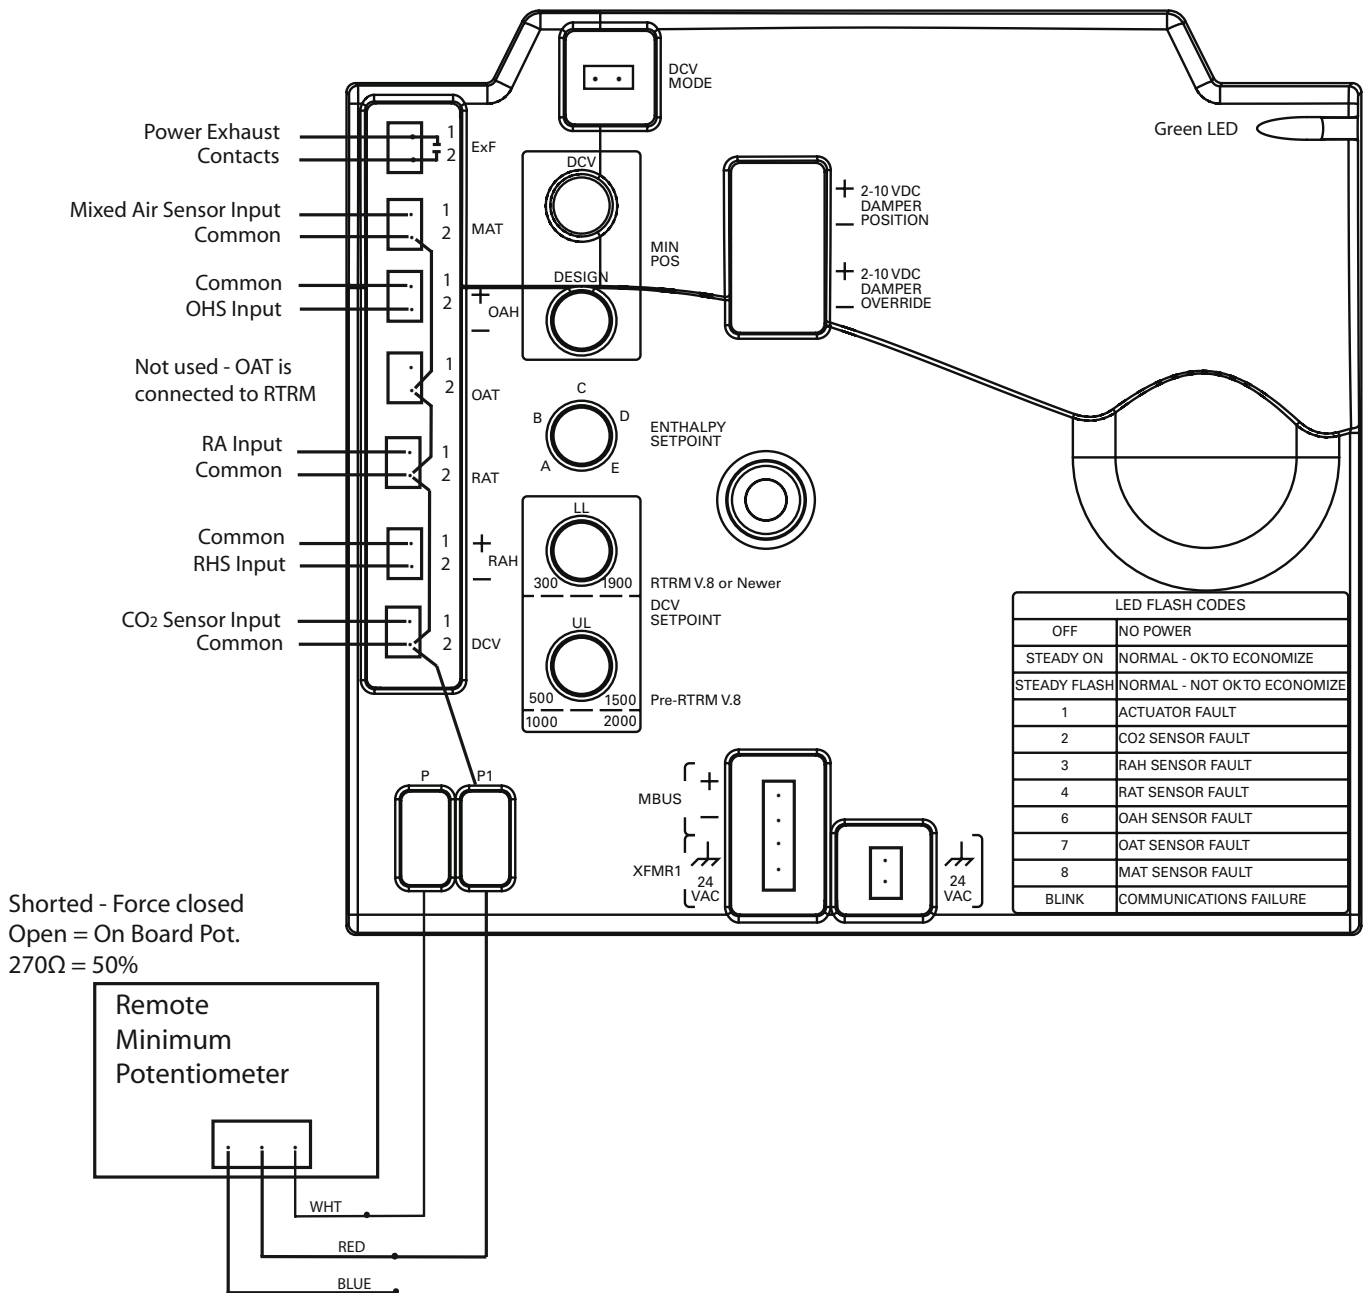 DCV
MODE
Green LED
Power Exhaust
Contacts
1
2
ExF
Mixed Air Sensor Input
Common
1
2
MAT
Common
OHS Input
1
2
+
OAH
—
Not used - OAT is
connected to RTRM
1
2
OAT
RA Input
Common
1
2
RAT
Common
RHS Input
1
2
+
RAH
—
CO2 Sensor Input
Common
1
2
DCV
DCV
MIN
POS
DESIGN
+ 2-10 VDC
DAMPER
— POSITION
+ 2-10 VDC
DAMPER
— OVERRIDE
C
B
D
A
E
ENTHALPY
SETPOINT
LL
300
1900
RTRM V.8 or Newer
DCV
SETPOINT
UL
500
1500
Pre-RTRM V.8
1000
2000
LED FLASH CODES
OFF NO POWER
STEADY ON NORMAL - OK TO ECONOMIZE
STEADY FLASH NORMAL - NOT OK TO ECONOMIZE
1 ACTUATOR FAULT
2 CO2 SENSOR FAULT
3 RAH SENSOR FAULT
4 RAT SENSOR FAULT
6 OAH SENSOR FAULT
7 OAT SENSOR FAULT
8 MAT SENSOR FAULT
BLINK COMMUNICATIONS FAILURE
P
P1
MBUS
+
—
XFMR1
24
VAC
24
VAC
Shorted - Force closed
Open = On Board Pot.
270Ω = 50%
Remote
Minimum
Potentiometer
WHT
RED
BLUE